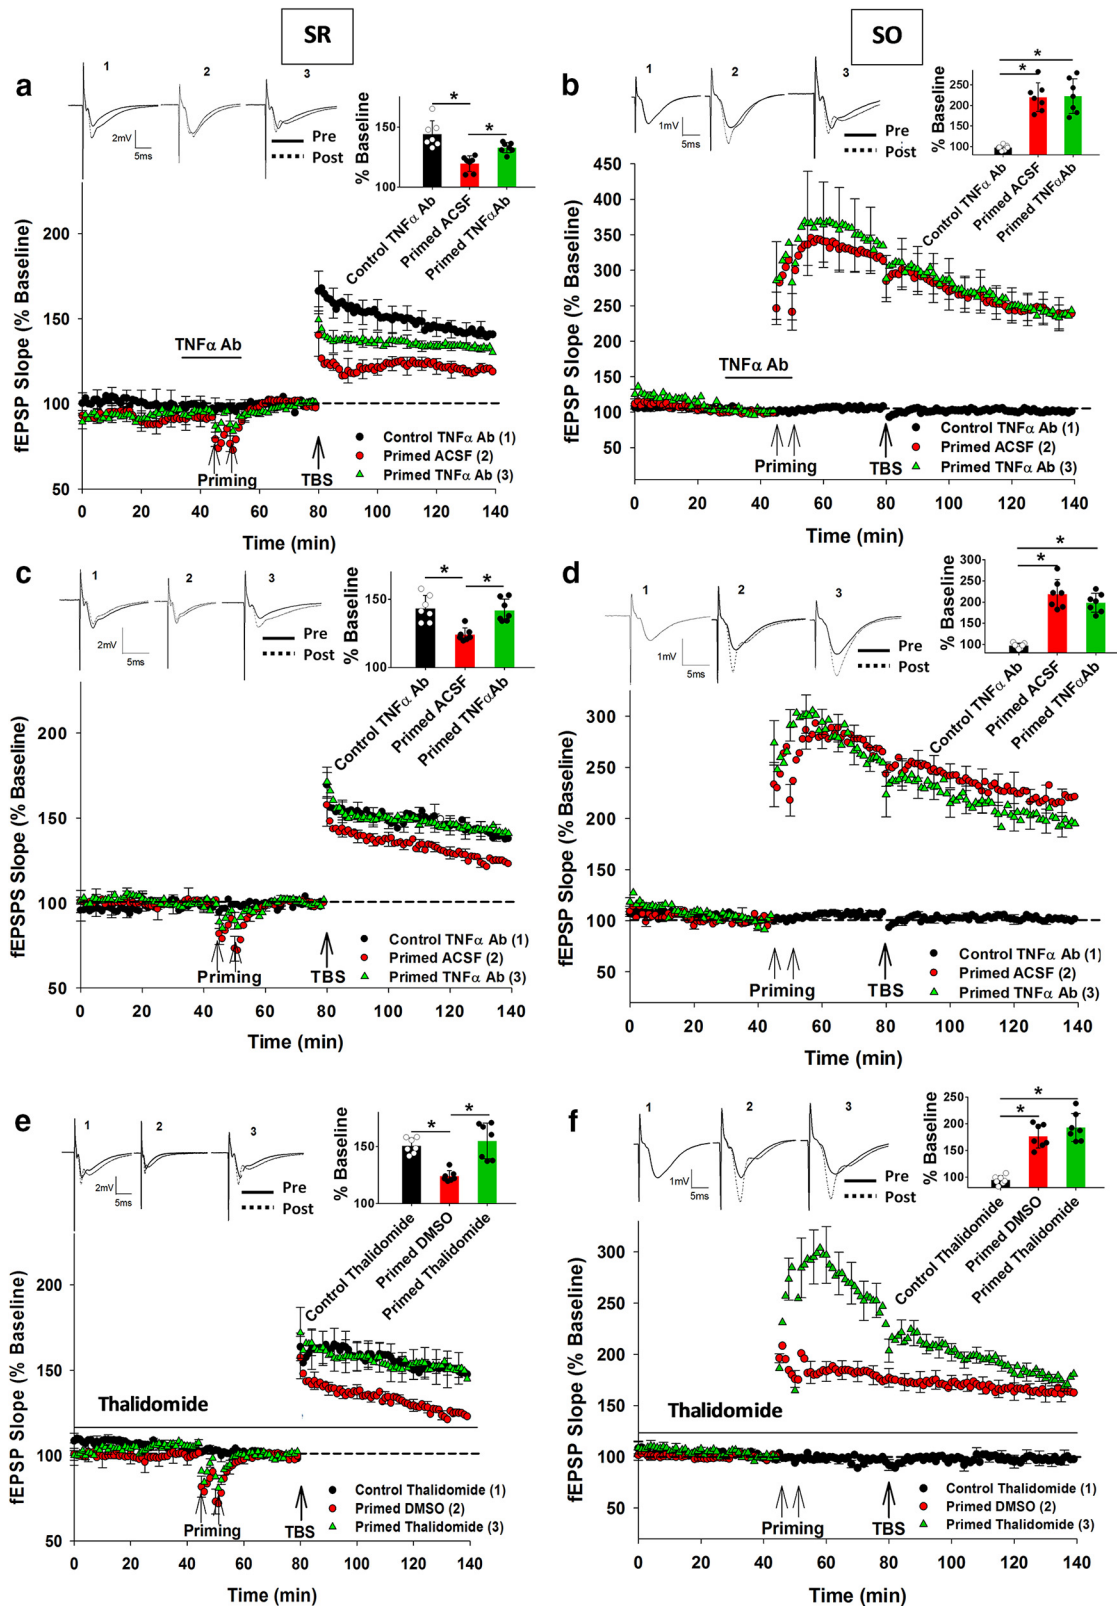 SR
SO
a
1
2
3
2mV
5ms
Pre
Post
% Baseline
150
100
*
*
Control TNFα Ab
Primed ACSF
Primed TNFα Ab
fEPSP Slope (% Baseline)
200
150
100
50
TNFα Ab
Priming
TBS
Control TNFα Ab (1)
Primed ACSF (2)
Primed TNFα Ab (3)
0 20 40 60 80 100 120 140
Time (min)
b
1
2
3
1mV
5ms
Pre
Post
% Baseline
250
200
150
100
*
*
Control TNFα Ab
Primed ACSF
Primed TNFαAb
fEPSP Slope (% Baseline)
450
400
350
300
250
200
150
100
50
TNFα Ab
Priming
TBS
Control TNFα Ab (1)
Primed ACSF (2)
Primed TNFα Ab (3)
0 20 40 60 80 100 120 140
Time (min)
c
1
2
3
2mV
5ms
Pre
Post
% Baseline
150
100
*
*
Control TNFα Ab
Primed ACSF
Primed TNFαAb
fEPSPS Slope (% Baseline)
200
150
100
50
Priming
TBS
Control TNFα Ab (1)
Primed ACSF (2)
Primed TNFα Ab (3)
0 20 40 60 80 100 120 140
Time (min)
d
1
2
3
1mV
5ms
Pre
Post
% Baseline
300
250
200
150
100
*
*
Control TNFα Ab
Primed ACSF
Primed TNFαAb
fEPSP Slope (% Baseline)
300
250
200
150
100
50
Priming
TBS
Control TNFα Ab (1)
Primed ACSF (2)
Primed TNFα Ab (3)
0 20 40 60 80 100 120 140
Time (min)
e
1
2
3
2mV
5ms
Pre
Post
% Baseline
150
100
*
*
Control Thalidomide
Primed DMSO
Primed Thalidomide
fEPSP Slope (% Baseline)
200
150
100
50
Thalidomide
Priming
TBS
Control Thalidomide (1)
Primed DMSO (2)
Primed Thalidomide (3)
0 20 40 60 80 100 120 140
Time (min)
f
1
2
3
1mV
5ms
Pre
Post
% Baseline
250
200
150
100
*
*
Control Thalidomide
Primed DMSO
Primed Thalidomide
fEPSP Slope (% Baseline)
300
250
200
150
100
50
Thalidomide
Priming
TBS
Control Thalidomide (1)
Primed DMSO (2)
Primed Thalidomide (3)
0 20 40 60 80 100 120 140
Time (min)